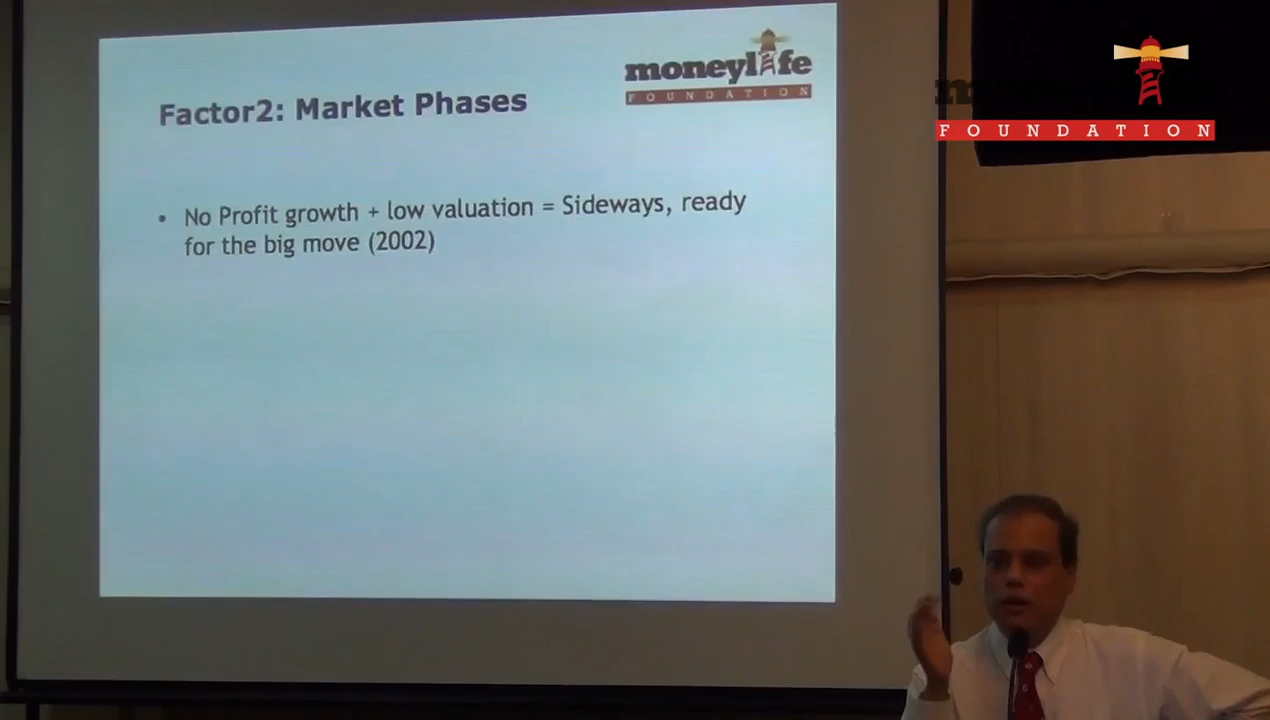 moneylife
FOUNDATION
Factor2: Market Phases
• No Profit growth + low valuation = Sideways, ready
for the big move (2002)
FOUNDATION